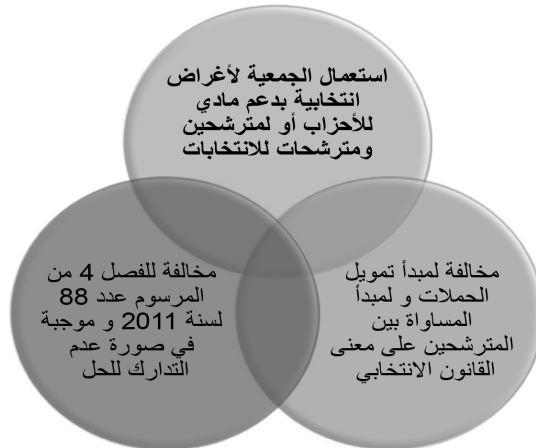 استعمال الجمعية لأغراض
انتخابية بدعم مادي
للأحزاب أو لمترشحين
ومترشحات للانتخابات
مخالفة لمبدأ تمويل
الحملات و لمبدأ
المساواة بين
المترشحين على معنى
القانون الانتخابي
مخالفة للفصل 4 من
المرسوم عدد 88
لسنة 2011 و موجبة
في صورة عدم
التدارك للحل